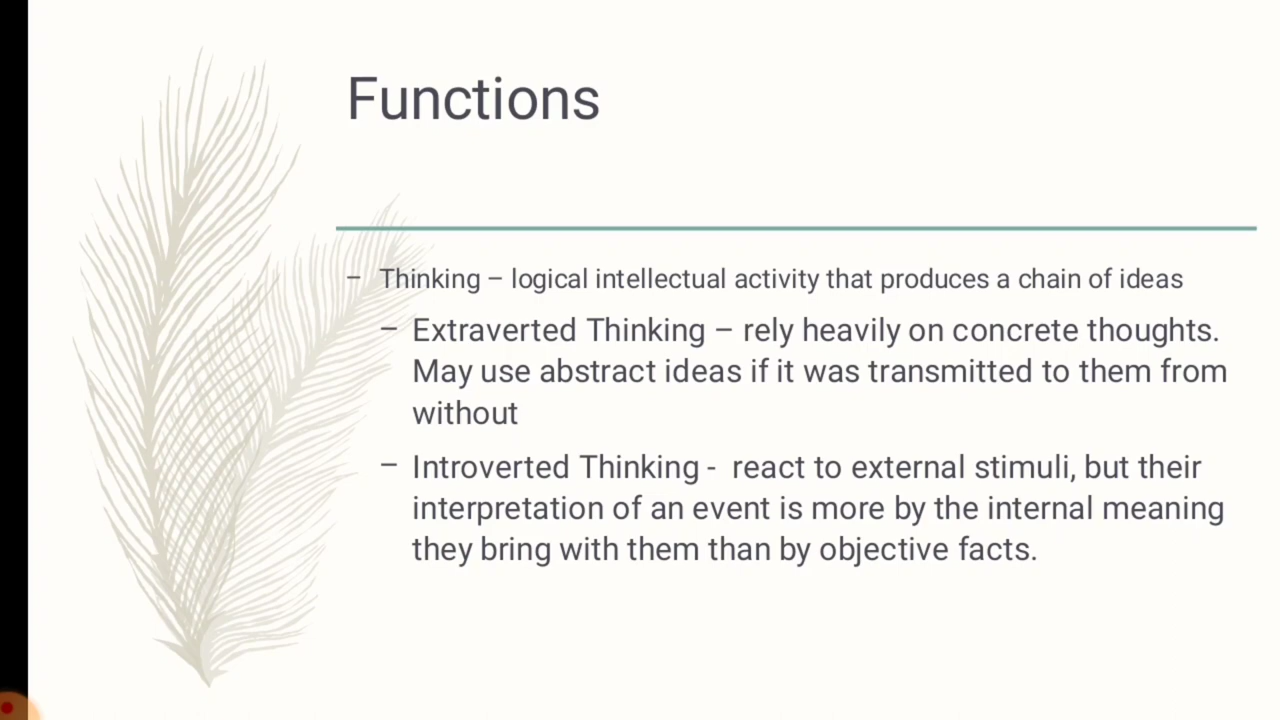 Functions
– Thinking – logical intellectual activity that produces a chain of ideas
– Extraverted Thinking – rely heavily on concrete thoughts.
May use abstract ideas if it was transmitted to them from
without
– Introverted Thinking - react to external stimuli, but their
interpretation of an event is more by the internal meaning
they bring with them than by objective facts.